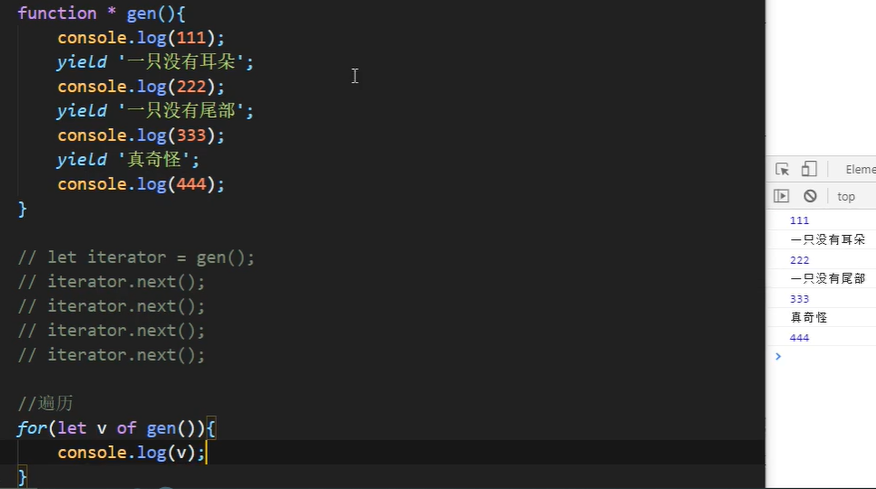 function * gen(){
    console.log(111);
    yield '一只没有耳朵';
    console.log(222);
    yield '一只没有尾部';
    console.log(333);
    yield '真奇怪';
    console.log(444);
}
// let iterator = gen();
// iterator.next();
// iterator.next();
// iterator.next();
// iterator.next();
//遍历
for(let v of gen()){
    console.log(v);
}
Eleme
top
111
一只没有耳朵
222
一只没有尾部
333
真奇怪
444
>